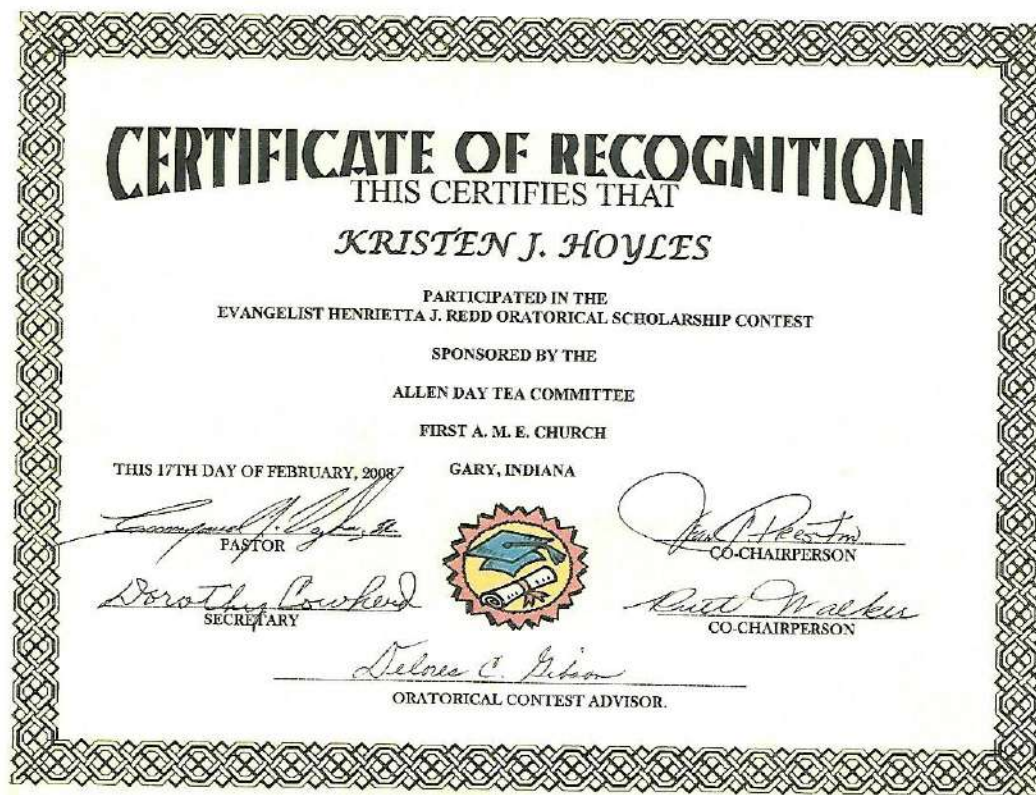 CERTIFICATE OF RECOGNITION
THIS CERTIFIES THAT
KRISTEN J. HOYLES
PARTICIPATED IN THE
EVANGELIST HENRIETTA J. REDD ORATORICAL SCHOLARSHIP CONTEST
SPONSORED BY THE
ALLEN DAY TEA COMMITTEE
FIRST A. M. E. CHURCH
THIS 17TH DAY OF FEBRUARY, 2008 GARY, INDIANA
PASTOR
CO-CHAIRPERSON
Dorothy Cowherd
SECRETARY
Ruth Walker
CO-CHAIRPERSON
Delores C. Gibson
ORATORICAL CONTEST ADVISOR.